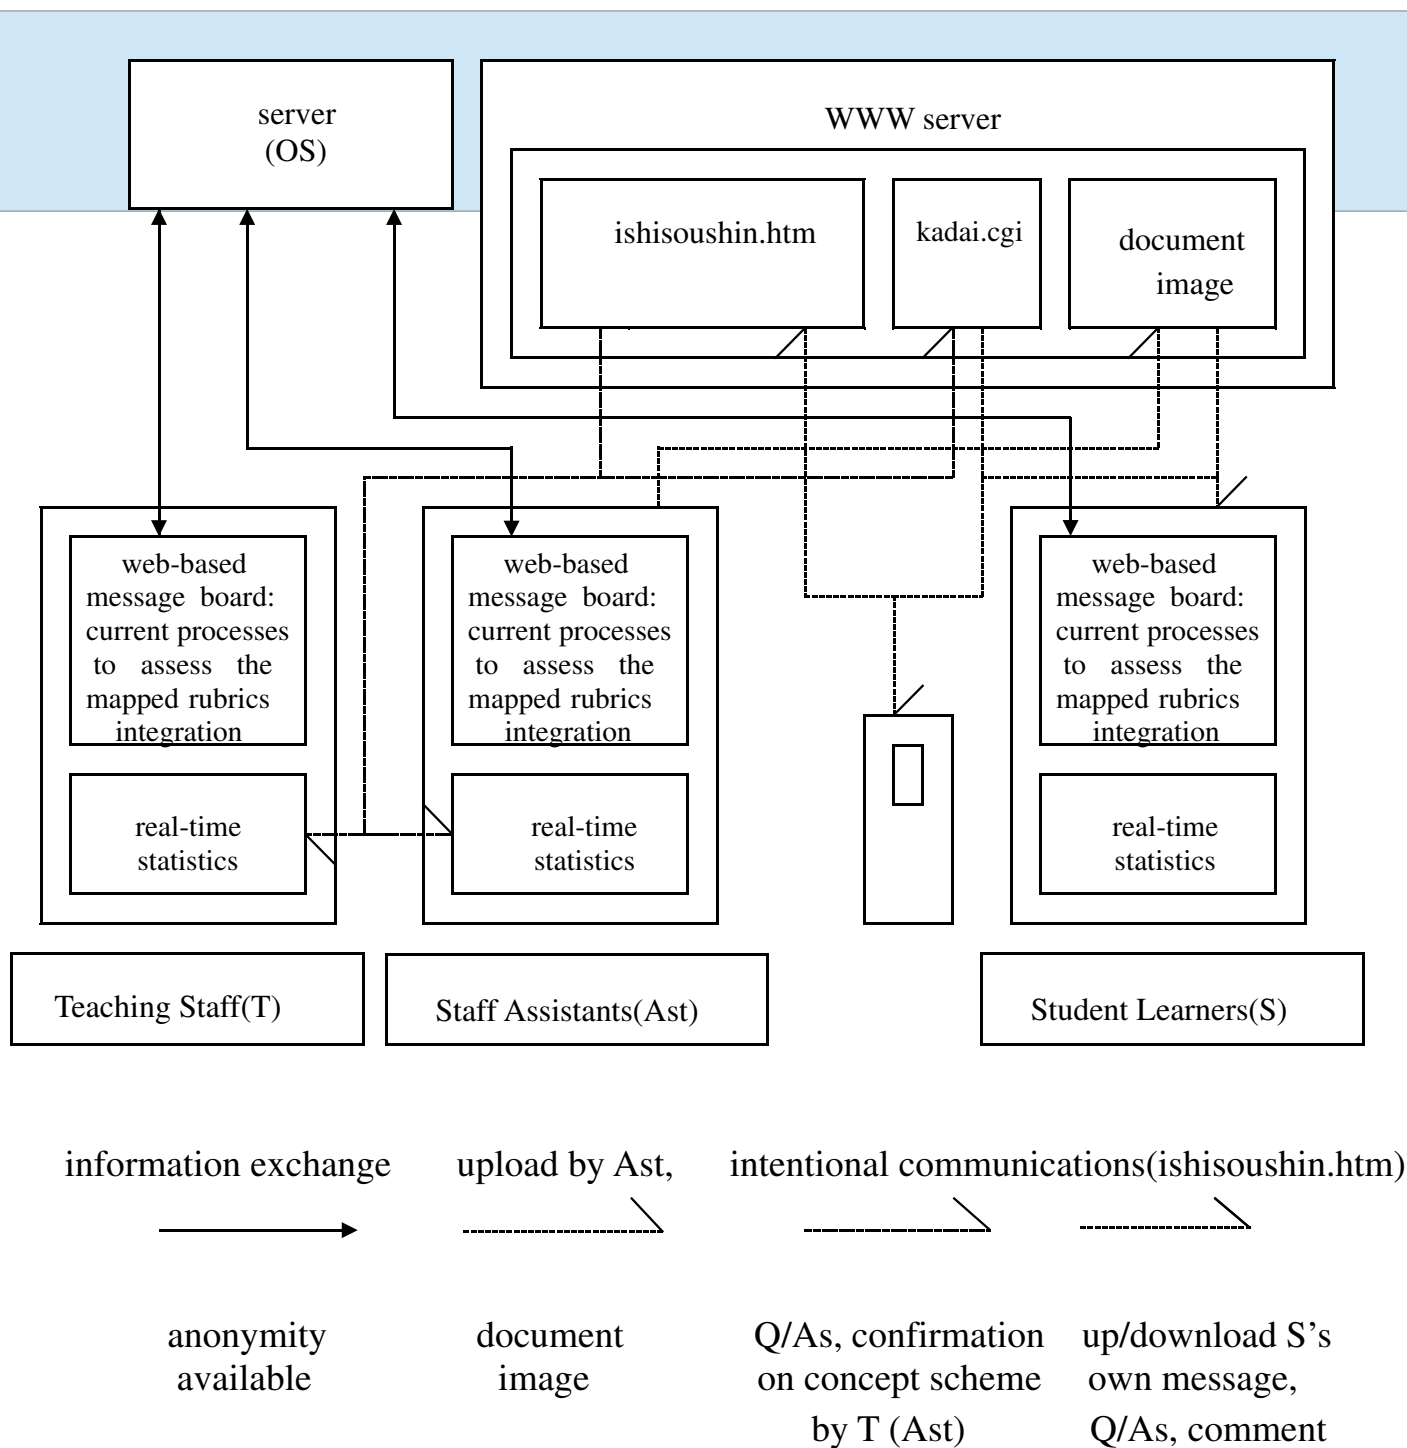 server
(OS)
WWW server
ishisoushin.htm
kadai.cgi
document
image
web-based
message board:
current processes
to assess the
mapped rubrics
integration
web-based
message board:
current processes
to assess the
mapped rubrics
integration
web-based
message board:
current processes
to assess the
mapped rubrics
integration
real-time
statistics
real-time
statistics
real-time
statistics
Teaching Staff(T)
Staff Assistants(Ast)
Student Learners(S)
information exchange
upload by Ast,
intentional communications(ishisoushin.htm)
anonymity
available
document
image
Q/As, confirmation
on concept scheme
by T (Ast)
up/download S’s
own message,
Q/As, comment